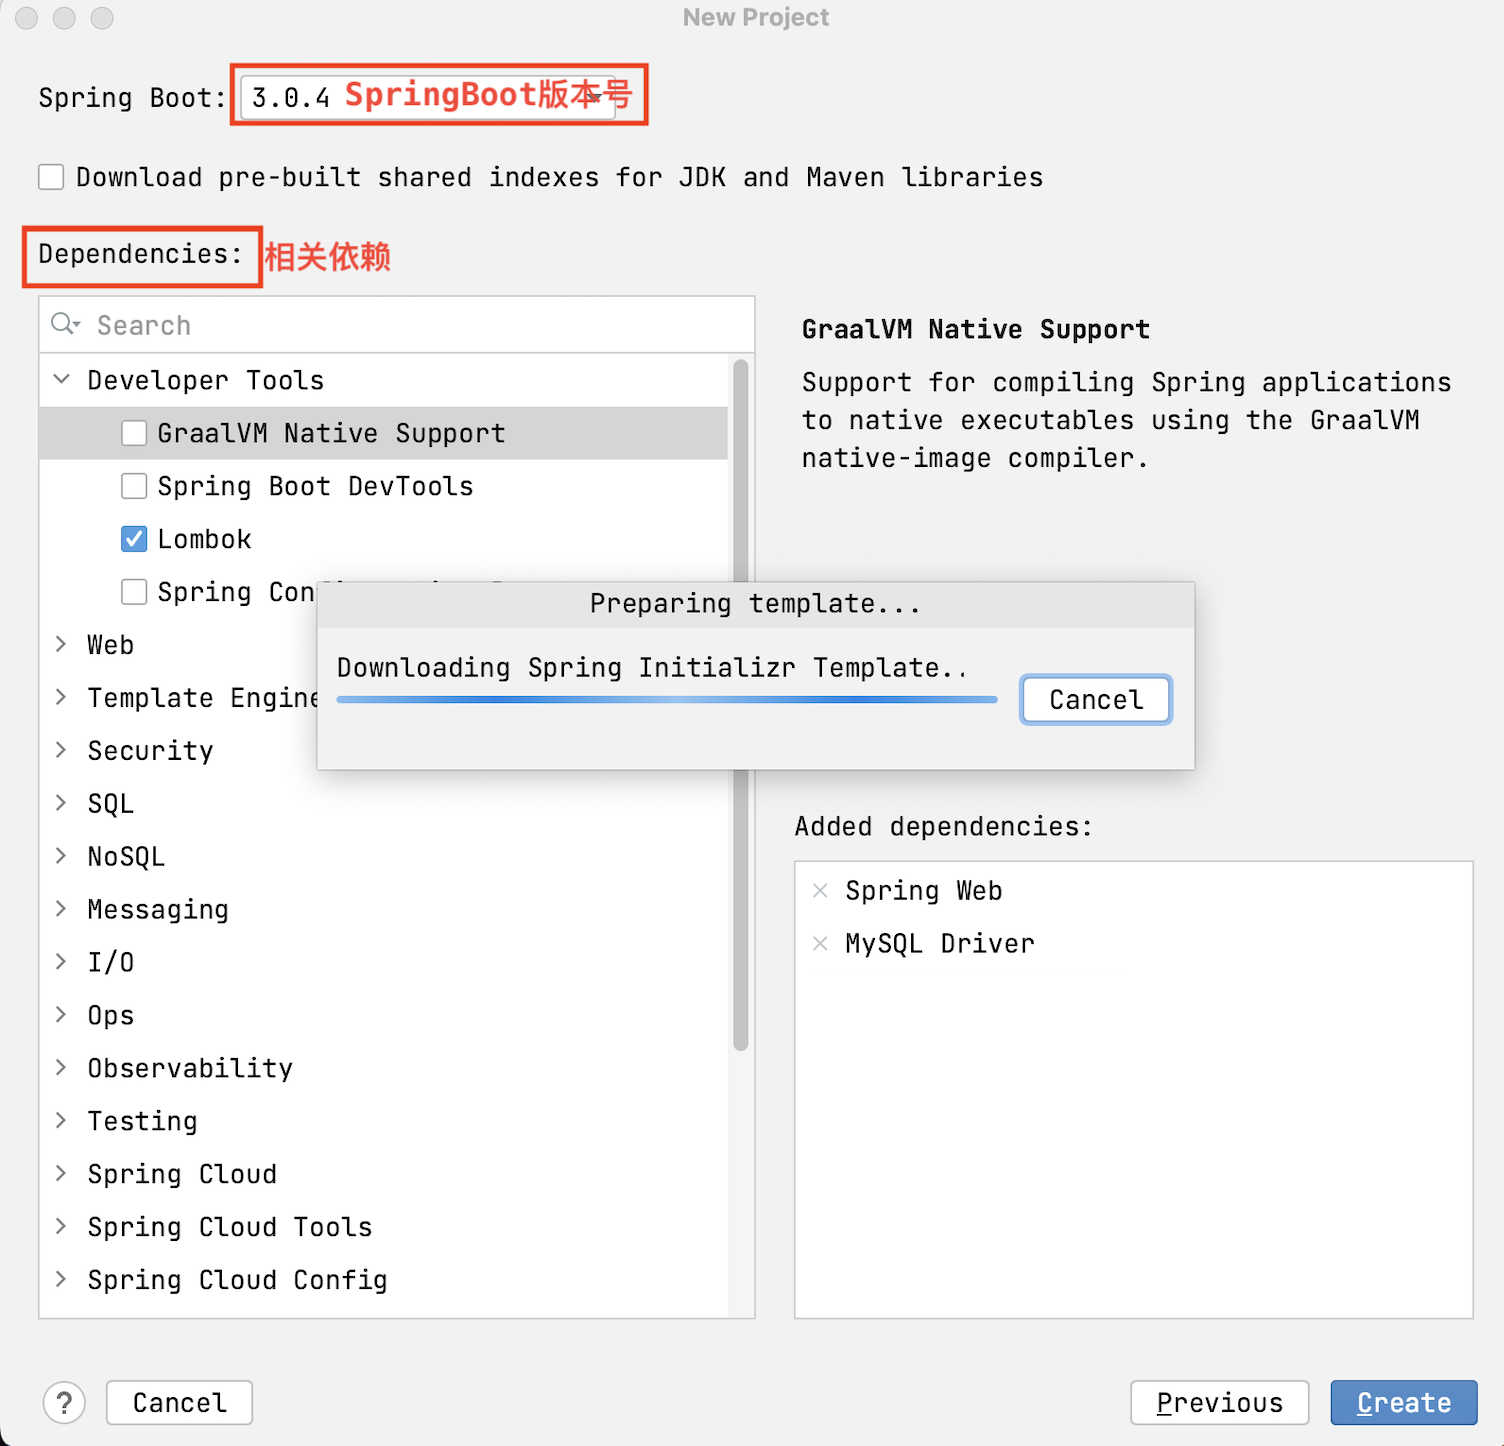 New Project
Spring Boot: 3.0.4 SpringBoot版本号
Download pre-built shared indexes for JDK and Maven libraries
Dependencies: 相关依赖
Search
Developer Tools
GraalVM Native Support
Spring Boot DevTools
Lombok
Spring
Web
Template
Security
SQL
NoSQL
Messaging
I/O
Ops
Observability
Testing
Spring Cloud
Spring Cloud Tools
Spring Cloud Config
GraalVM Native Support
Support for compiling Spring applications
to native executables using the GraalVM
native-image compiler.
Preparing template...
Downloading Spring Initializr Template..
Cancel
Added dependencies:
Spring Web
MySQL Driver
?
Cancel
Previous
Create